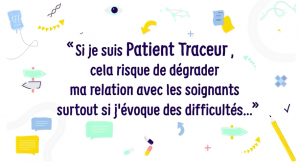 « Si je suis Patient Traceur ,
cela risque de dégrader
ma relation avec les soignants
surtout si j'évoque des difficultés...»